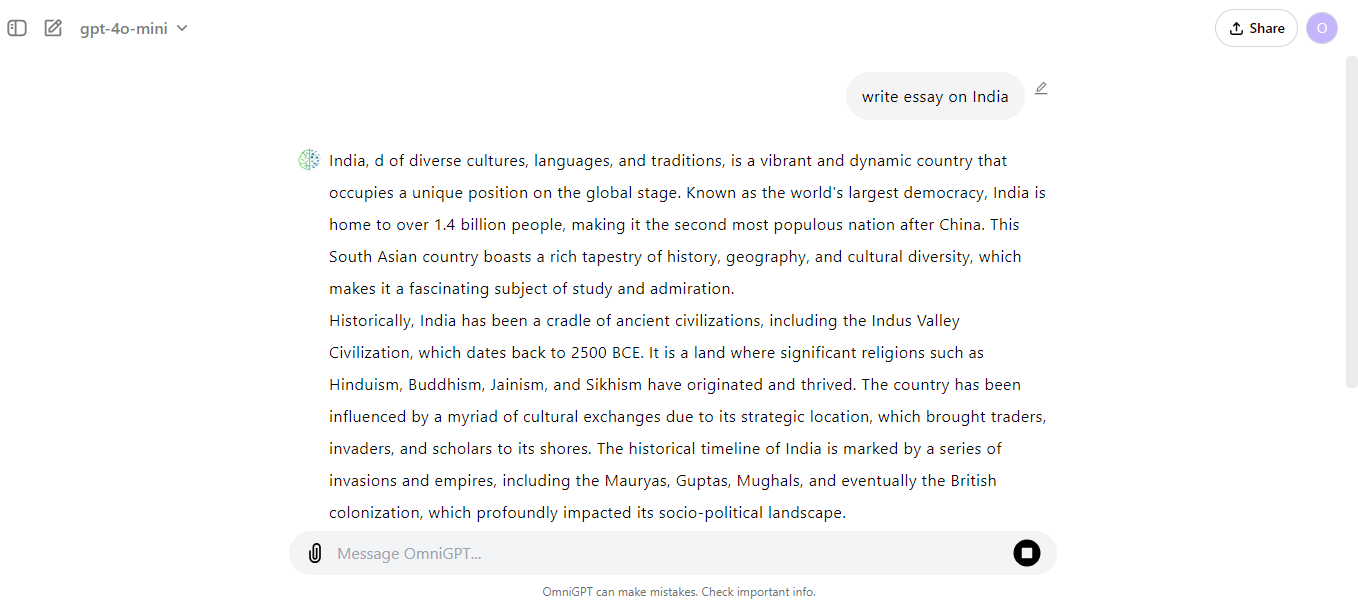 gpt-4o-mini
Share
O
write essay on India
India, d of diverse cultures, languages, and traditions, is a vibrant and dynamic country that
occupies a unique position on the global stage. Known as the world's largest democracy, India is
home to over 1.4 billion people, making it the second most populous nation after China. This
South Asian country boasts a rich tapestry of history, geography, and cultural diversity, which
makes it a fascinating subject of study and admiration.
Historically, India has been a cradle of ancient civilizations, including the Indus Valley
Civilization, which dates back to 2500 BCE. It is a land where significant religions such as
Hinduism, Buddhism, Jainism, and Sikhism have originated and thrived. The country has been
influenced by a myriad of cultural exchanges due to its strategic location, which brought traders,
invaders, and scholars to its shores. The historical timeline of India is marked by a series of
invasions and empires, including the Mauryas, Guptas, Mughals, and eventually the British
colonization, which profoundly impacted its socio-political landscape.
Message OmniGPT...
OmniGPT can make mistakes. Check important info.